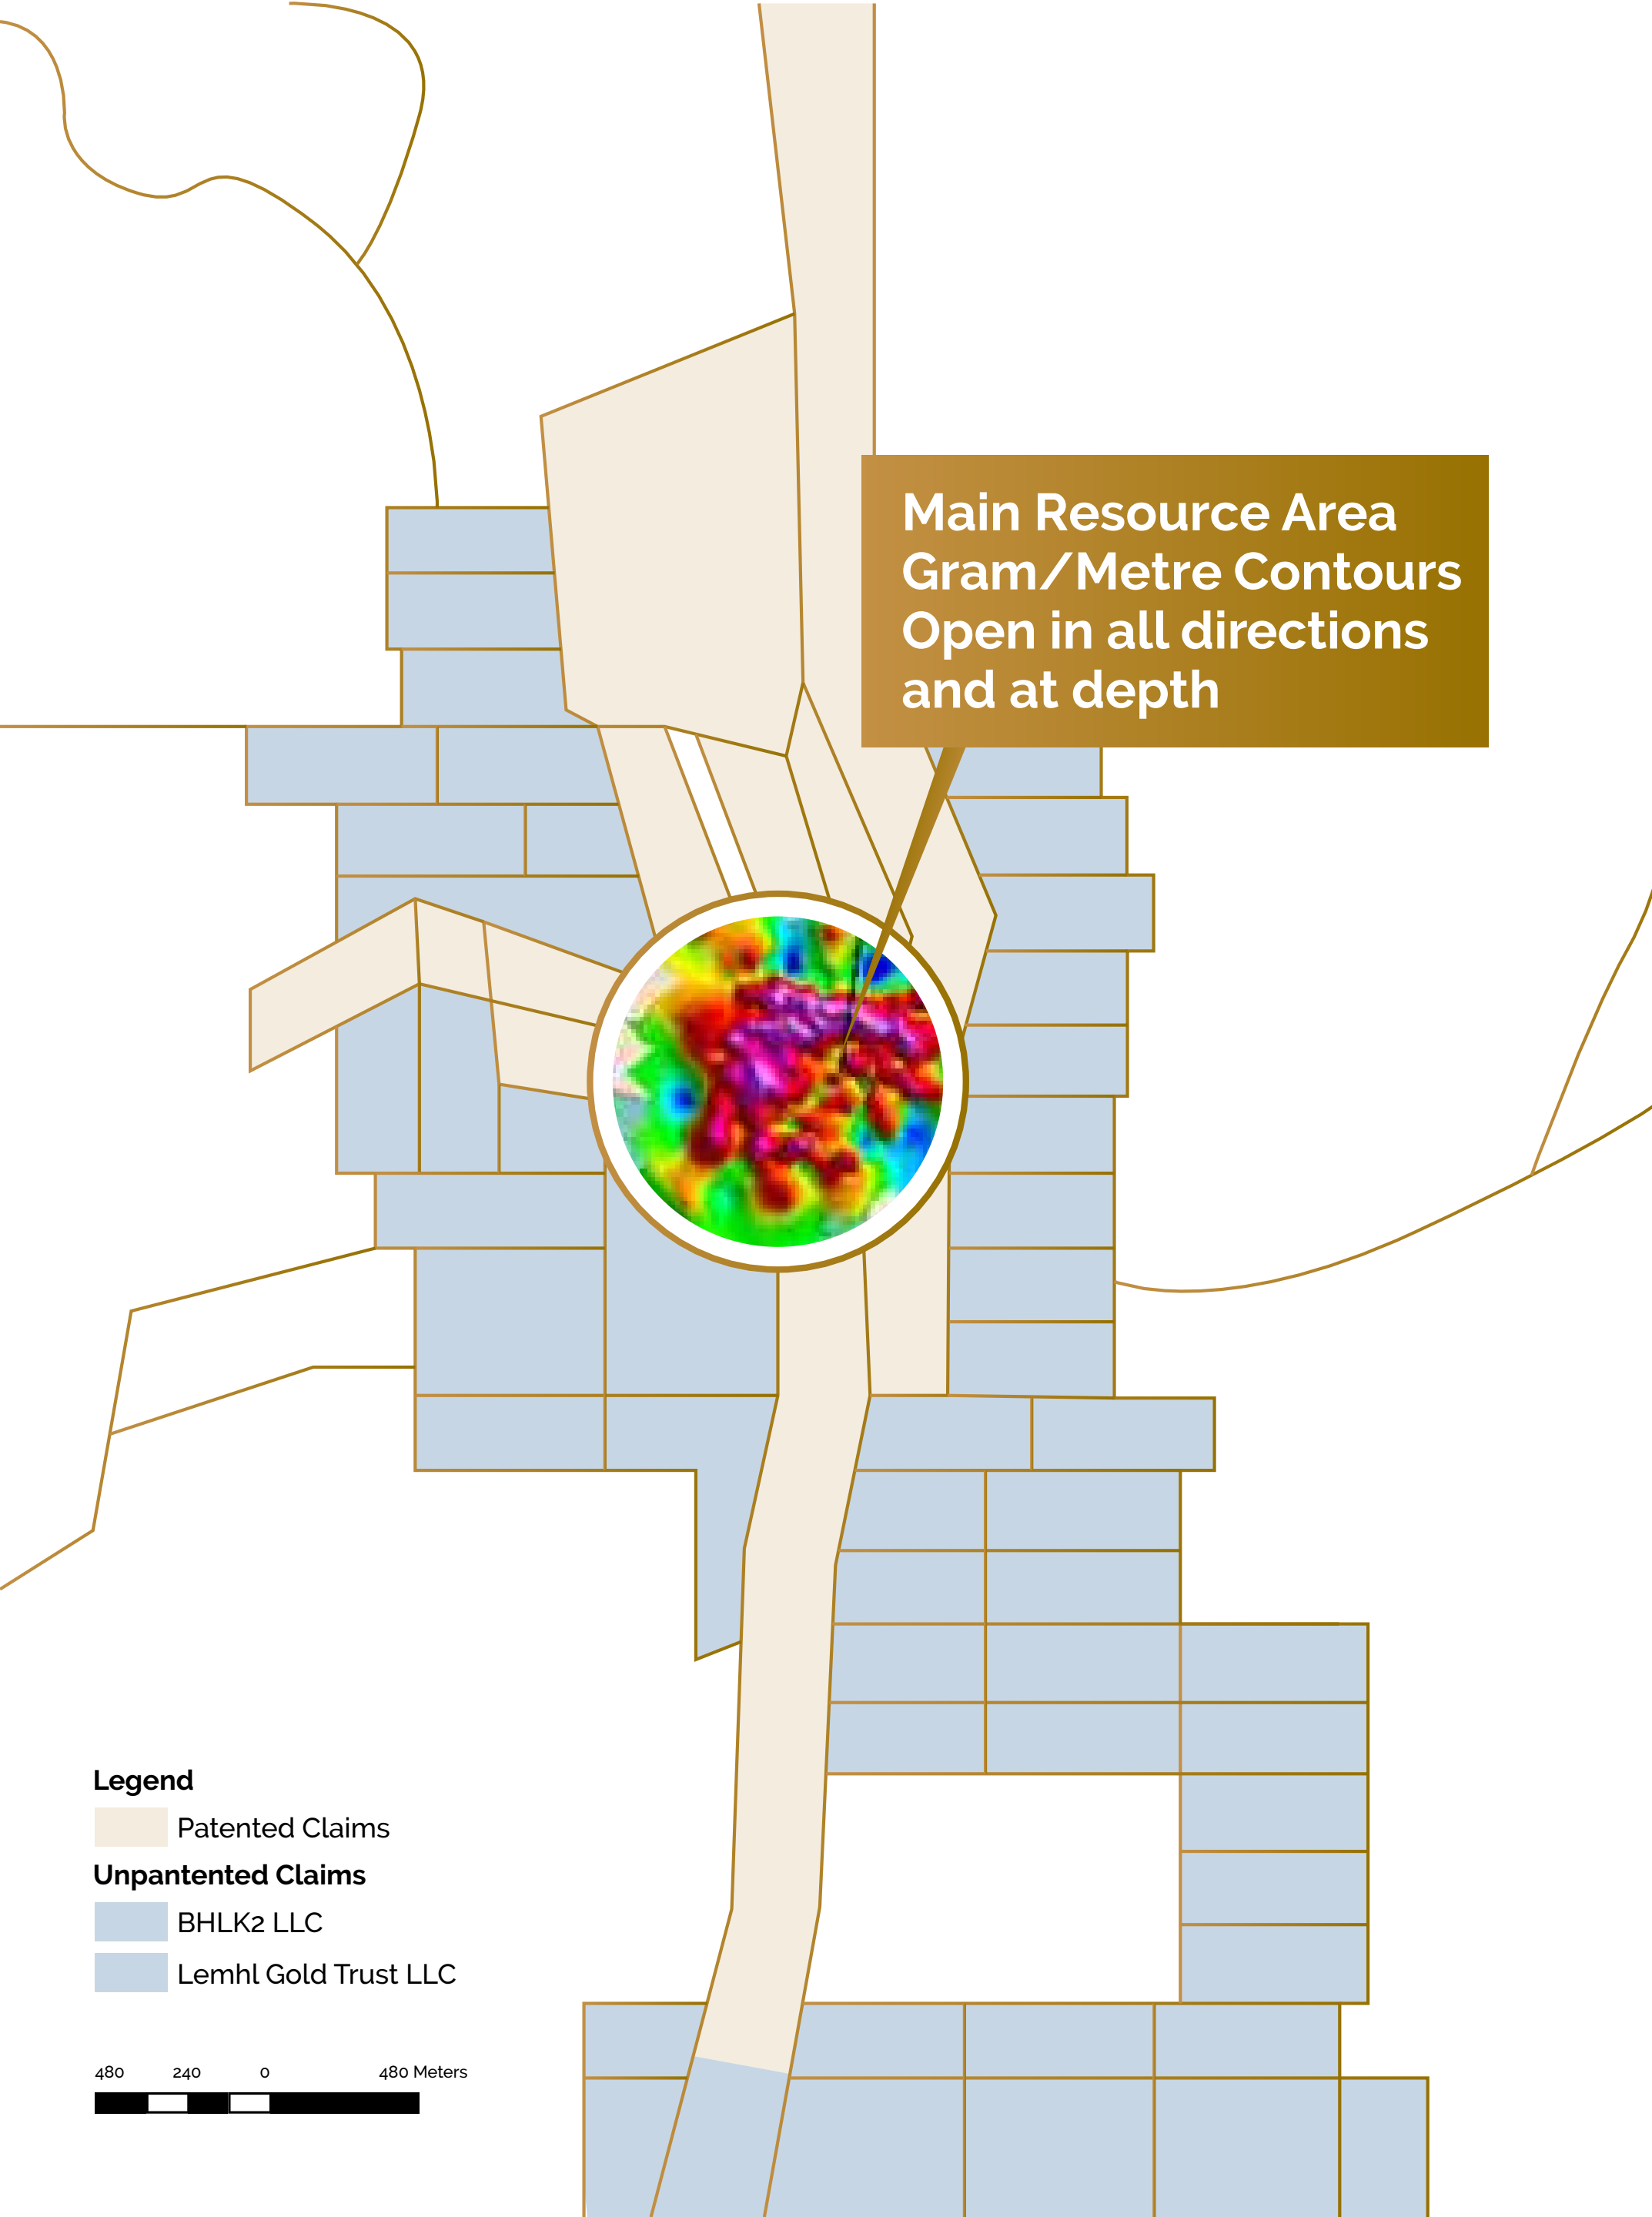 Main Resource Area
Gram/Metre Contours
Open in all directions
and at depth
Legend
Patented Claims
Unpantented Claims
BHLK2 LLC
Lemhl Gold Trust LLC
480 240 0 480 Meters